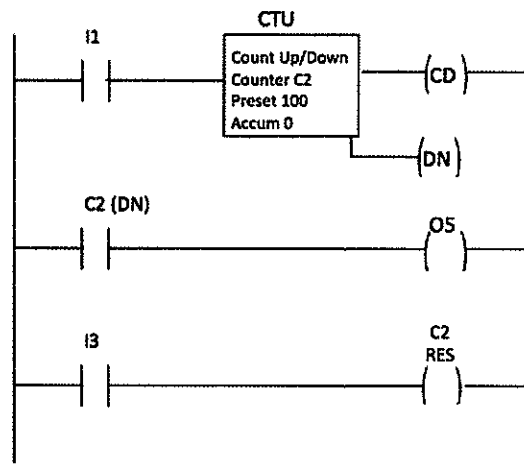 CTU
I1
Count Up/Down
Counter C2
Preset 100
Accum 0
(CD)
(DN)
C2 (DN)
O5
I3
C2
RES